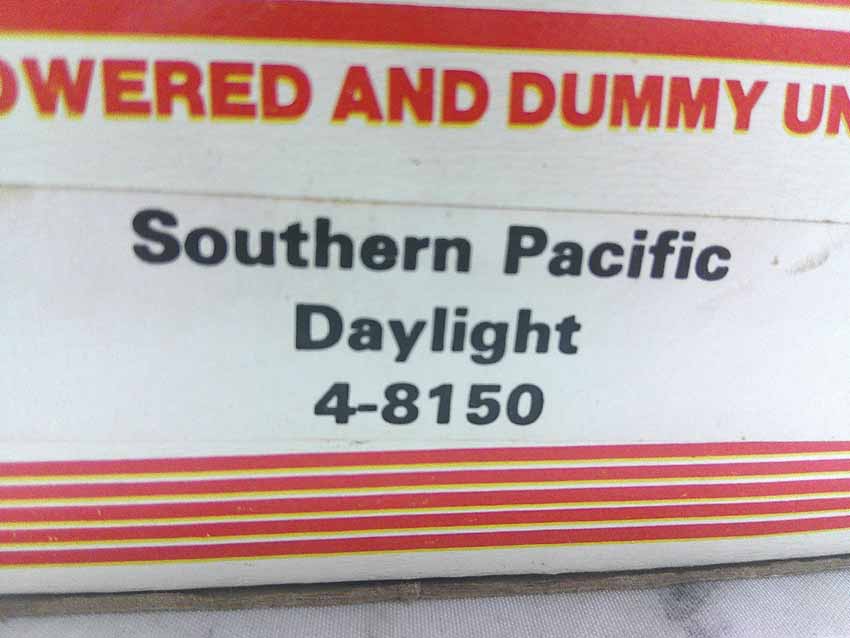 OWERED AND DUMMY UN
Southern Pacific
Daylight
4-8150